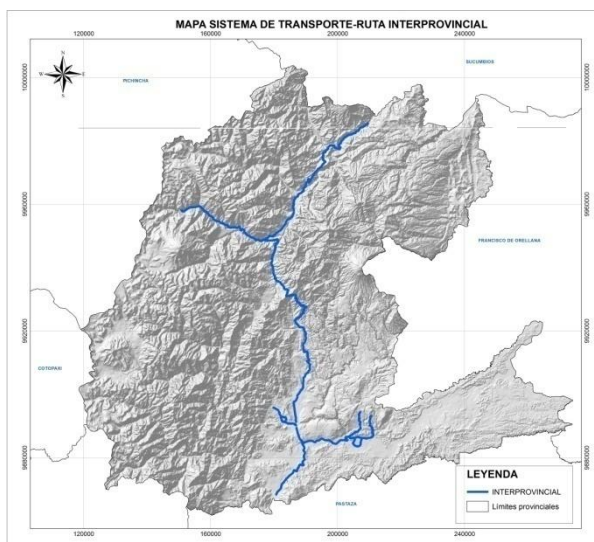 MAPA SISTEMA DE TRANSPORTE-RUTA INTERPROVINCIAL
120000 160000 200000 240000
N
W E
S
SUCUMBIOS
PICHINCHA
10000000 10000000
9960000 9960000
FRANCISCO DE ORELLANA
9920000 9920000
COTOPAXI
9880000 9880000
LEYENDA
INTERPROVINCIAL
Límites provinciales
PASTAZA
120000 160000 200000 240000